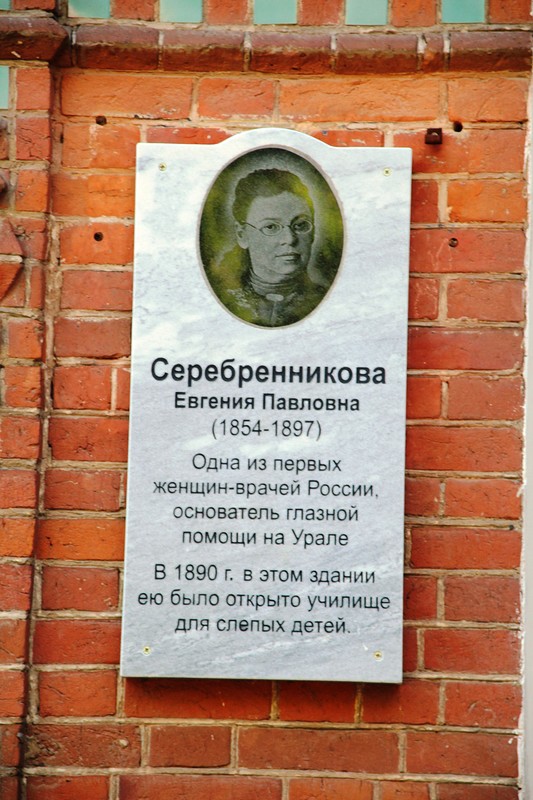 Серебренникова
Евгения Павловна
(1854-1897)
Одна из первых
женщин-врачей России,
основатель глазной
помощи на Урале
В 1890 г. в этом здании
ею было открыто училище
для слепых детей.